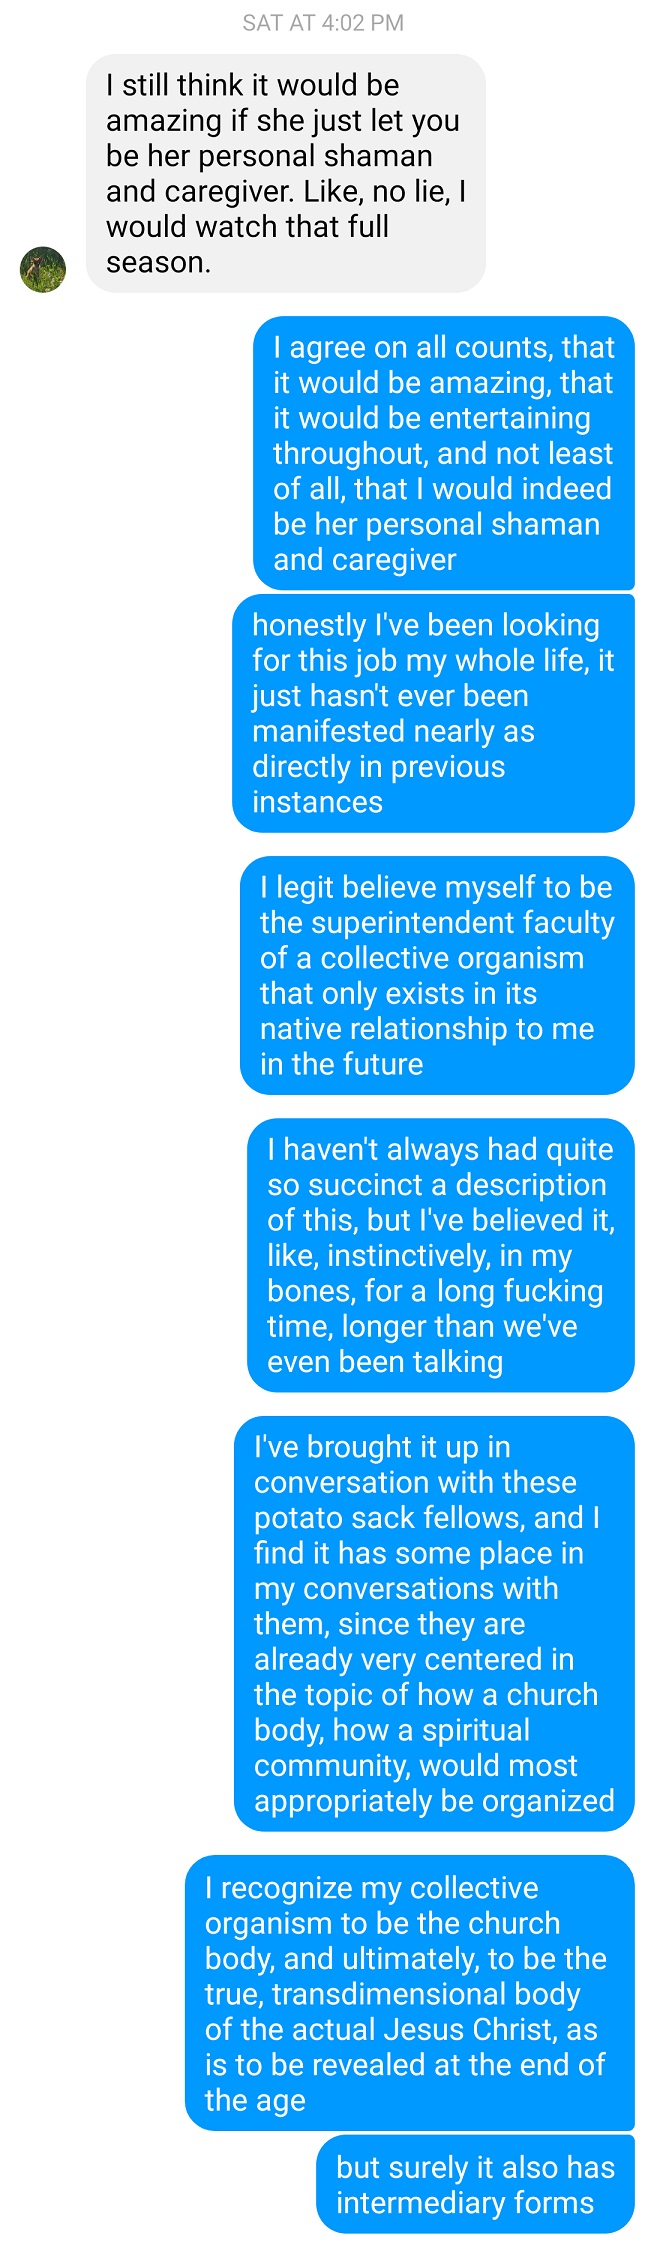 SAT AT 4:02 PM
I still think it would be
amazing if she just let you
be her personal shaman
and caregiver. Like, no lie, I
would watch that full
season.
I agree on all counts, that
it would be amazing, that
it would be entertaining
throughout, and not least
of all, that I would indeed
be her personal shaman
and caregiver
honestly I've been looking
for this job my whole life, it
just hasn't ever been
manifested nearly as
directly in previous
instances
I legit believe myself to be
the superintendent faculty
of a collective organism
that only exists in its
native relationship to me
in the future
I haven't always had quite
so succinct a description
of this, but I've believed it,
like, instinctively, in my
bones, for a long fucking
time, longer than we've
even been talking
I've brought it up in
conversation with these
potato sack fellows, and I
find it has some place in
my conversations with
them, since they are
already very centered in
the topic of how a church
body, how a spiritual
community, would most
appropriately be organized
I recognize my collective
organism to be the church
body, and ultimately, to be the
true, transdimensional body
of the actual Jesus Christ, as
is to be revealed at the end of
the age
but surely it also has
intermediary forms